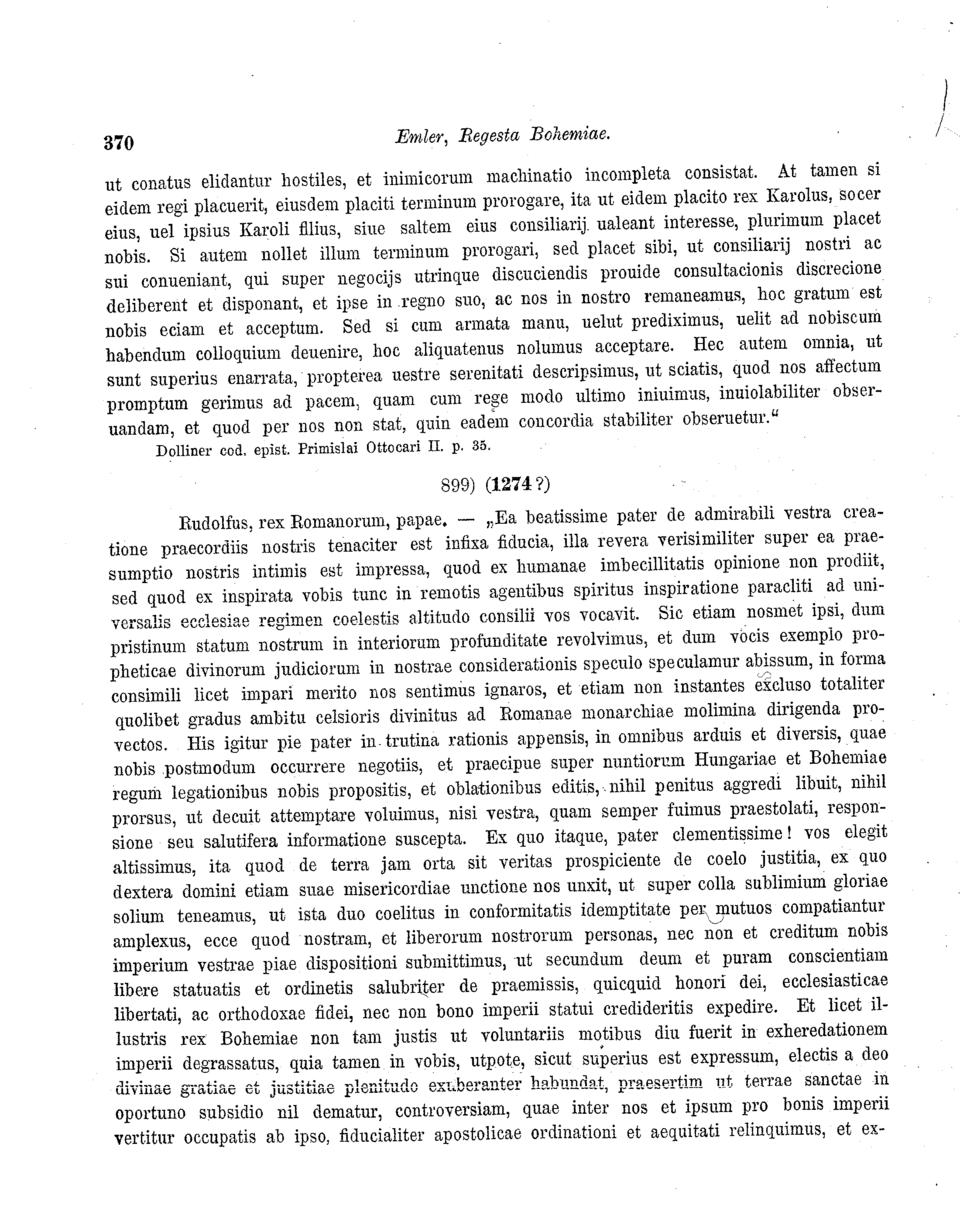 370
Emler, Regesta Bohemiae.
ut conatus elidantur hostiles, et inimicorum machinatio incompleta consistat. At tamen si
eidem regi placuerit, eiusdem placiti terminum prorogare, ita ut eidem placito rex Karolus, socer
eius, uel ipsius Karoli filius, siue saltem eius consiliarij ualeant interesse, plurimum placet
nobis. Si autem nollet illum terminum prorogari, sed placet sibi, ut consiliarij nostri ac
sui conueniant, qui super negocijs utrinque discuciendis prouide consultacionis discrecione
deliberent et disponant, et ipse in regno suo, ac nos in nostro remaneamus, hoc gratum est
nobis eciam et acceptum. Sed si cum armata manu, uelut prediximus, uelit ad nobiscum
habendum colloquium deuenire, hoc aliquatenus nolumus acceptare. Hec autem omnia, ut
sunt superius enarrata, propterea uestre serenitati descripsimus, ut sciatis, quod nos affectum
promptum gerimus ad pacem, quam cum rege modo ultimo iniuimus, inuiolabiliter obser-
uandam, et quod per nos non stat, quin eadem concordia stabiliter obseruetur.“
Dolliner cod. epist. Primislai Ottocari II. p. 35.
899) (1274?)
Rudolfus, rex Romanorum, papae. — „Ea beatissime pater de admirabili vestra crea-
tione praecordiis nostris tenaciter est infixa fiducia, illa revera verisimiliter super ea prae-
sumptio nostris intimis est impressa, quod ex humanae imbecillitatis opinione non prodiit,
sed quod ex inspirata vobis tunc in remotis agentibus spiritus inspiratione paracliti ad uni-
versalis ecclesiae regimen coelestis altitudo consilii vos vocavit. Sic etiam nosmet ipsi, dum
pristinum statum nostrum in interiorum profunditate revolvimus, et dum vocis exemplo pro-
pheticae divinorum judiciorum in nostrae considerationis speculo speculamur abissum, in forma
consimili licet impari merito nos sentimus ignaros, et etiam non instantes excluso totaliter
quolibet gradus ambitu celsioris divinitus ad Romanae monarchiae molimina dirigenda pro-
vectos. His igitur pie pater in trutina rationis appensis, in omnibus arduis et diversis, quae
nobis postmodum occurrere negotiis, et praecipue super nuntiorum Hungariae et Bohemiae
regum legationibus nobis propositis, et oblationibus editis, nihil penitus aggredi libuit, nihil
prorsus, ut decuit attemptare voluimus, nisi vestra, quam semper fuimus praestolati, respon-
sione seu salutifera informatione suscepta. Ex quo itaque, pater clementissime! vos elegit
altissimus, ita quod de terra jam orta sit veritas prospiciente de coelo justitia, ex quo
dextera domini etiam suae misericordiae unctione nos unxit, ut super colla sublimium gloriae
solium teneamus, ut ista duo coelitus in conformitatis idemptitate per mutuos compatiantur
amplexus, ecce quod nostram, et liberorum nostrorum personas, nec non et creditum nobis
imperium vestrae piae dispositioni submittimus, ut secundum deum et puram conscientiam
libere statuatis et ordinetis salubriter de praemissis, quicquid honori dei, ecclesiasticae
libertati, ac orthodoxae fidei, nec non bono imperii statui credideritis expedire. Et licet il-
lustris rex Bohemiae non tam justis ut voluntariis motibus diu fuerit in exheredationem
imperii degrassatus, quia tamen in vobis, utpote, sicut superius est expressum, electis a deo
divinae gratiae et justitiae plenitudo exuberanter habundat, praesertim ut terrae sanctae in
oportuno subsidio nil dematur, controversiam, quae inter nos et ipsum pro bonis imperii
vertitur occupatis ab ipso, fiducialiter apostolicae ordinationi et aequitati relinquimus, et ex-